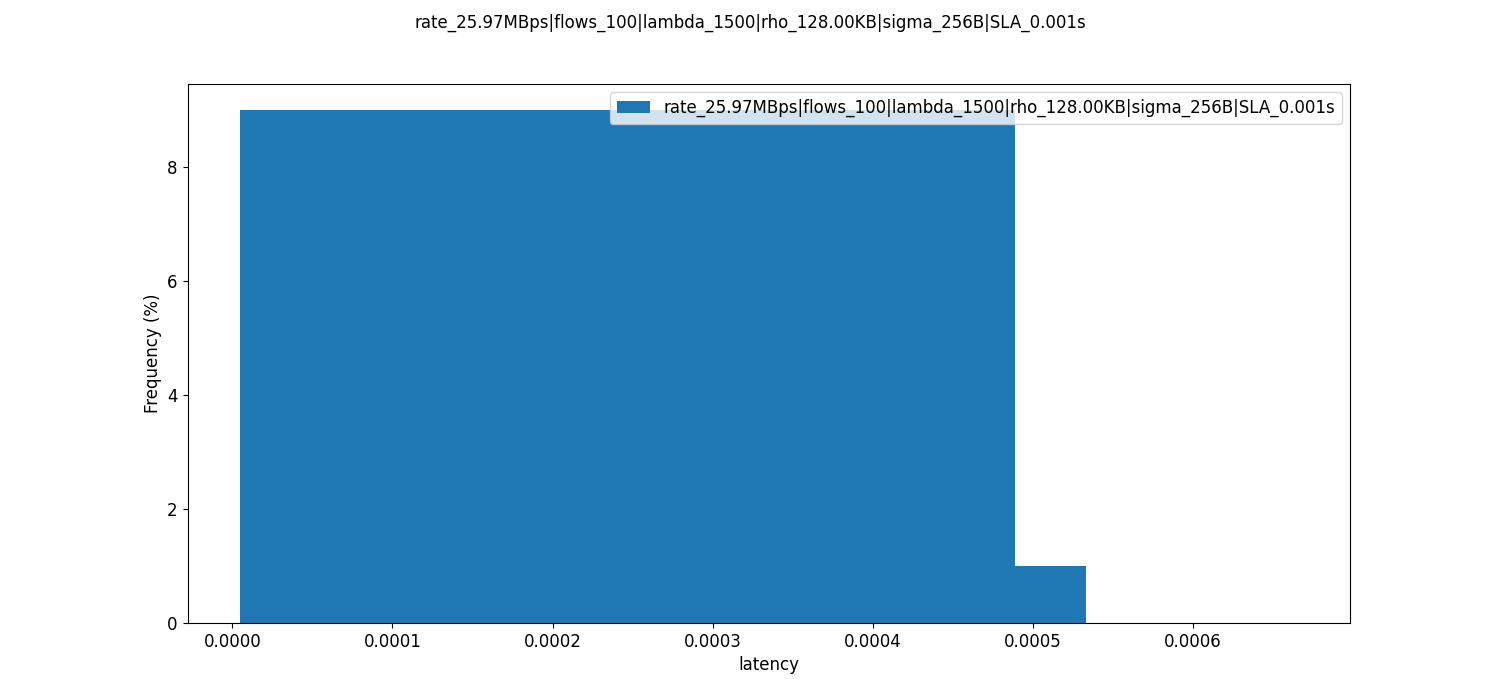 rate_25.97MBps|flows_100|lambda_1500|rho_128.00KB|sigma_256B|SLA_0.001s
rate_25.97MBps|flows_100|lambda_1500|rho_128.00KB|sigma_256B|SLA_0.001s
Frequency (%)
8
6
4
2
0
0.0000 0.0001 0.0002 0.0003 0.0004 0.0005 0.0006
latency